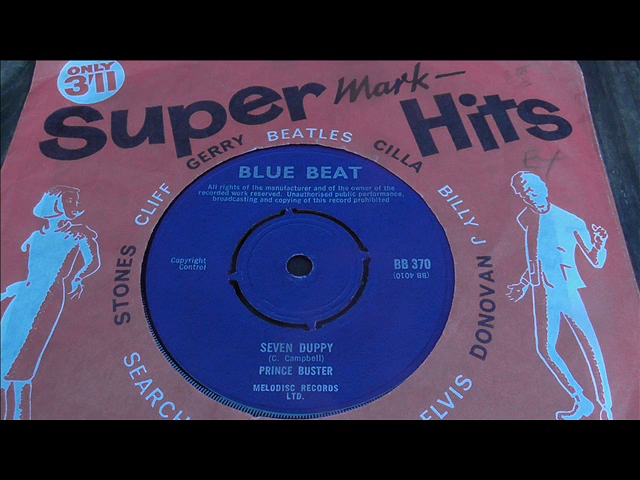 ONLY
3'11
Super Mark- Hits
STONES CLIFF GERRY BEATLES CILLA BILLY J DONOVAN ELVIS
SEARCH
BLUE BEAT
All rights of the manufacturer and of the owner of the
recorded work reserved. Unauthorised public performance,
broadcasting and copying of this record prohibited
Copyright
Control
BB 370
(BB 4010)
SEVEN DUPPY
(C. Campbell)
PRINCE BUSTER
MELODISC RECORDS
LTD.